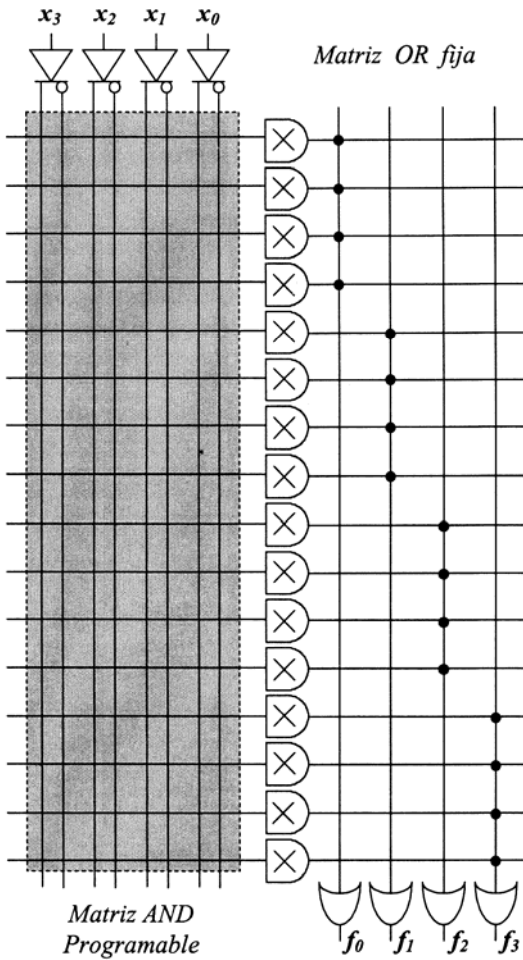 x3 x2 x1 x0
Matriz OR fija
Matriz AND
Programable
f0 f1 f2 f3